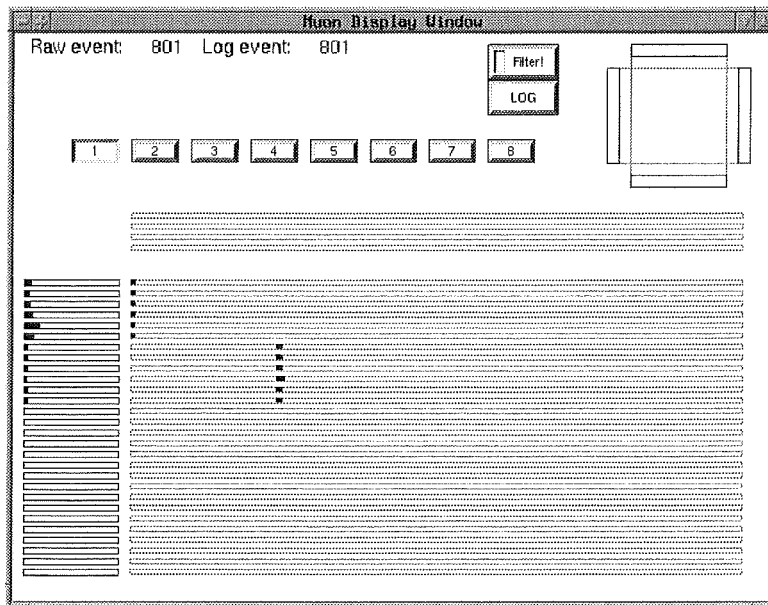 Muon Display Window
Raw event: 801 Log event: 801
Filter!
LOG
1 2 3 4 5 6 7 8